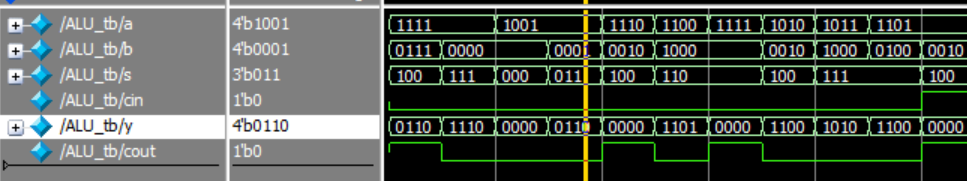 /ALU_tb/a 4'b1001 1111 1001 1110 1100 1111 1010 1011 1101
/ALU_tb/b 4'b0001 0111 0000 0001 0010 1000 0010 1000 0100 0010
/ALU_tb/s 3'b011 100 111 000 011 100 110 100 111 100
/ALU_tb/cin 1'b0
/ALU_tb/y 4'b0110 0110 1110 0000 0110 0000 1101 0000 1100 1010 1100 0000
/ALU_tb/cout 1'b0